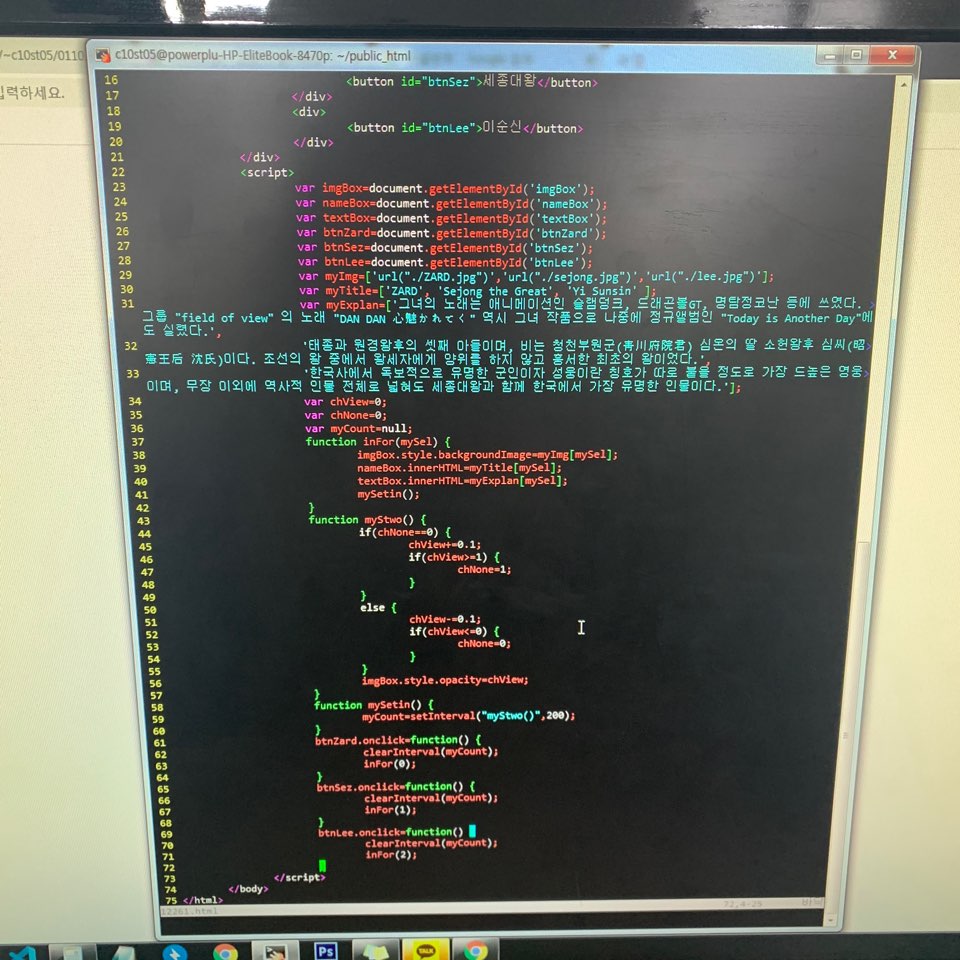 /~c10st05/0110
c10st05@powerplu-HP-EliteBook-8470p: ~/public_html
입력하세요.
16 <button id="btnSez">세종대왕</button>
17 </div>
18 <div>
19 <button id="btnLee">이순신</button>
20 </div>
21 </div>
22 <script>
23 var imgBox=document.getElementById('imgBox');
24 var nameBox=document.getElementById('nameBox');
25 var textBox=document.getElementById('textBox');
26 var btnZard=document.getElementById('btnZard');
27 var btnSez=document.getElementById('btnSez');
28 var btnLee=document.getElementById('btnLee');
29 var myImg=['url("./ZARD.jpg")','url("./sejong.jpg")','url("./lee.jpg")'];
30 var myTitle=['ZARD', 'Sejong the Great', 'Yi Sunsin' ];
31 var myExplan=['그녀의 노래는 애니메이션인 슬램덩크, 드래곤볼GT, 명탐정코난 등에 쓰였다.
그룹 "field of view" 의 노래 "DAN DAN 心魅かれてく" 역시 그녀 작품으로 나중에 정규앨범인 "Today is Another Day"에
도 실렸다.',
32 '태종과 원경왕후의 셋째 아들이며, 비는 청천부원군(靑川府院君) 심온의 딸 소헌왕후 심씨(昭
憲王后 沈氏)이다. 조선의 왕 중에서 왕세자에게 양위를 하지 않고 훙서한 최초의 왕이었다.',
33 '한국사에서 독보적으로 유명한 군인이자 성웅이란 칭호가 따로 붙을 정도로 가장 드높은 영웅
이며, 무장 이외에 역사적 인물 전체로 넓혀도 세종대왕과 함께 한국에서 가장 유명한 인물이다.'];
34 var chView=0;
35 var chNone=0;
36 var myCount=null;
37 function inFor(mySel) {
38 imgBox.style.backgroundImage=myImg[mySel];
39 nameBox.innerHTML=myTitle[mySel];
40 textBox.innerHTML=myExplan[mySel];
41 mySetin();
42 }
43 function myStwo() {
44 if(chNone==0) {
45 chView+=0.1;
46 if(chView>=1) {
47 chNone=1;
48 }
49 }
50 else {
51 chView-=0.1;
52 if(chView<=0) {
53 chNone=0;
54 }
55 }
56 imgBox.style.opacity=chView;
57 }
58 function mySetin() {
59 myCount=setInterval("myStwo()",200);
60 }
61 btnZard.onclick=function() {
62 clearInterval(myCount);
63 inFor(0);
64 }
65 btnSez.onclick=function() {
66 clearInterval(myCount);
67 inFor(1);
68 }
69 btnLee.onclick=function()
70 clearInterval(myCount);
71 inFor(2);
72
73 </script>
74 </body>
75 </html>
12261.html 72,4-25 바닥
Ps
TALK